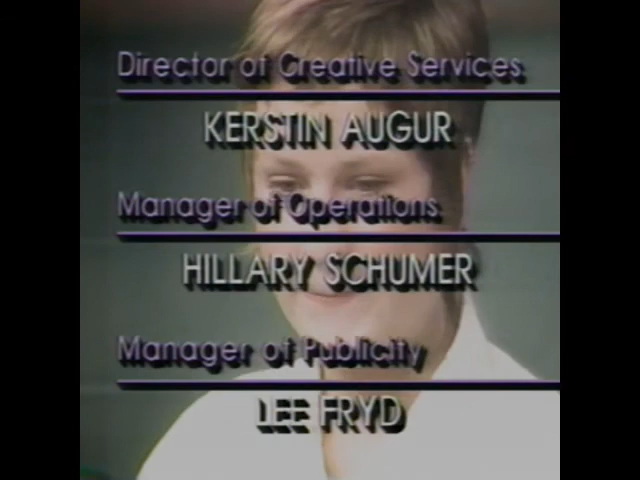 Director of Creative Services
KERSTIN AUGUR
Manager of Operations
HILLARY SCHUMER
Manager of Publicity
LEE FRYD